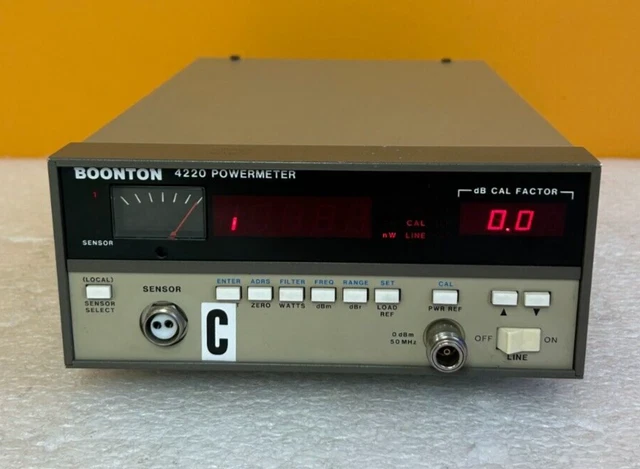 BOONTON 4220 POWERMETER
dB CAL FACTOR
1
SENSOR
nW
CAL
LINE
0.0
(LOCAL)
SENSOR
SELECT
SENSOR
ENTER ADRS FILTER FREQ RANGE SET
ZERO WATTS dBm dBr LOAD
REF
CAL
PWR REF
▲ ▼
C
0 dBm
50 MHz
OFF ON
LINE